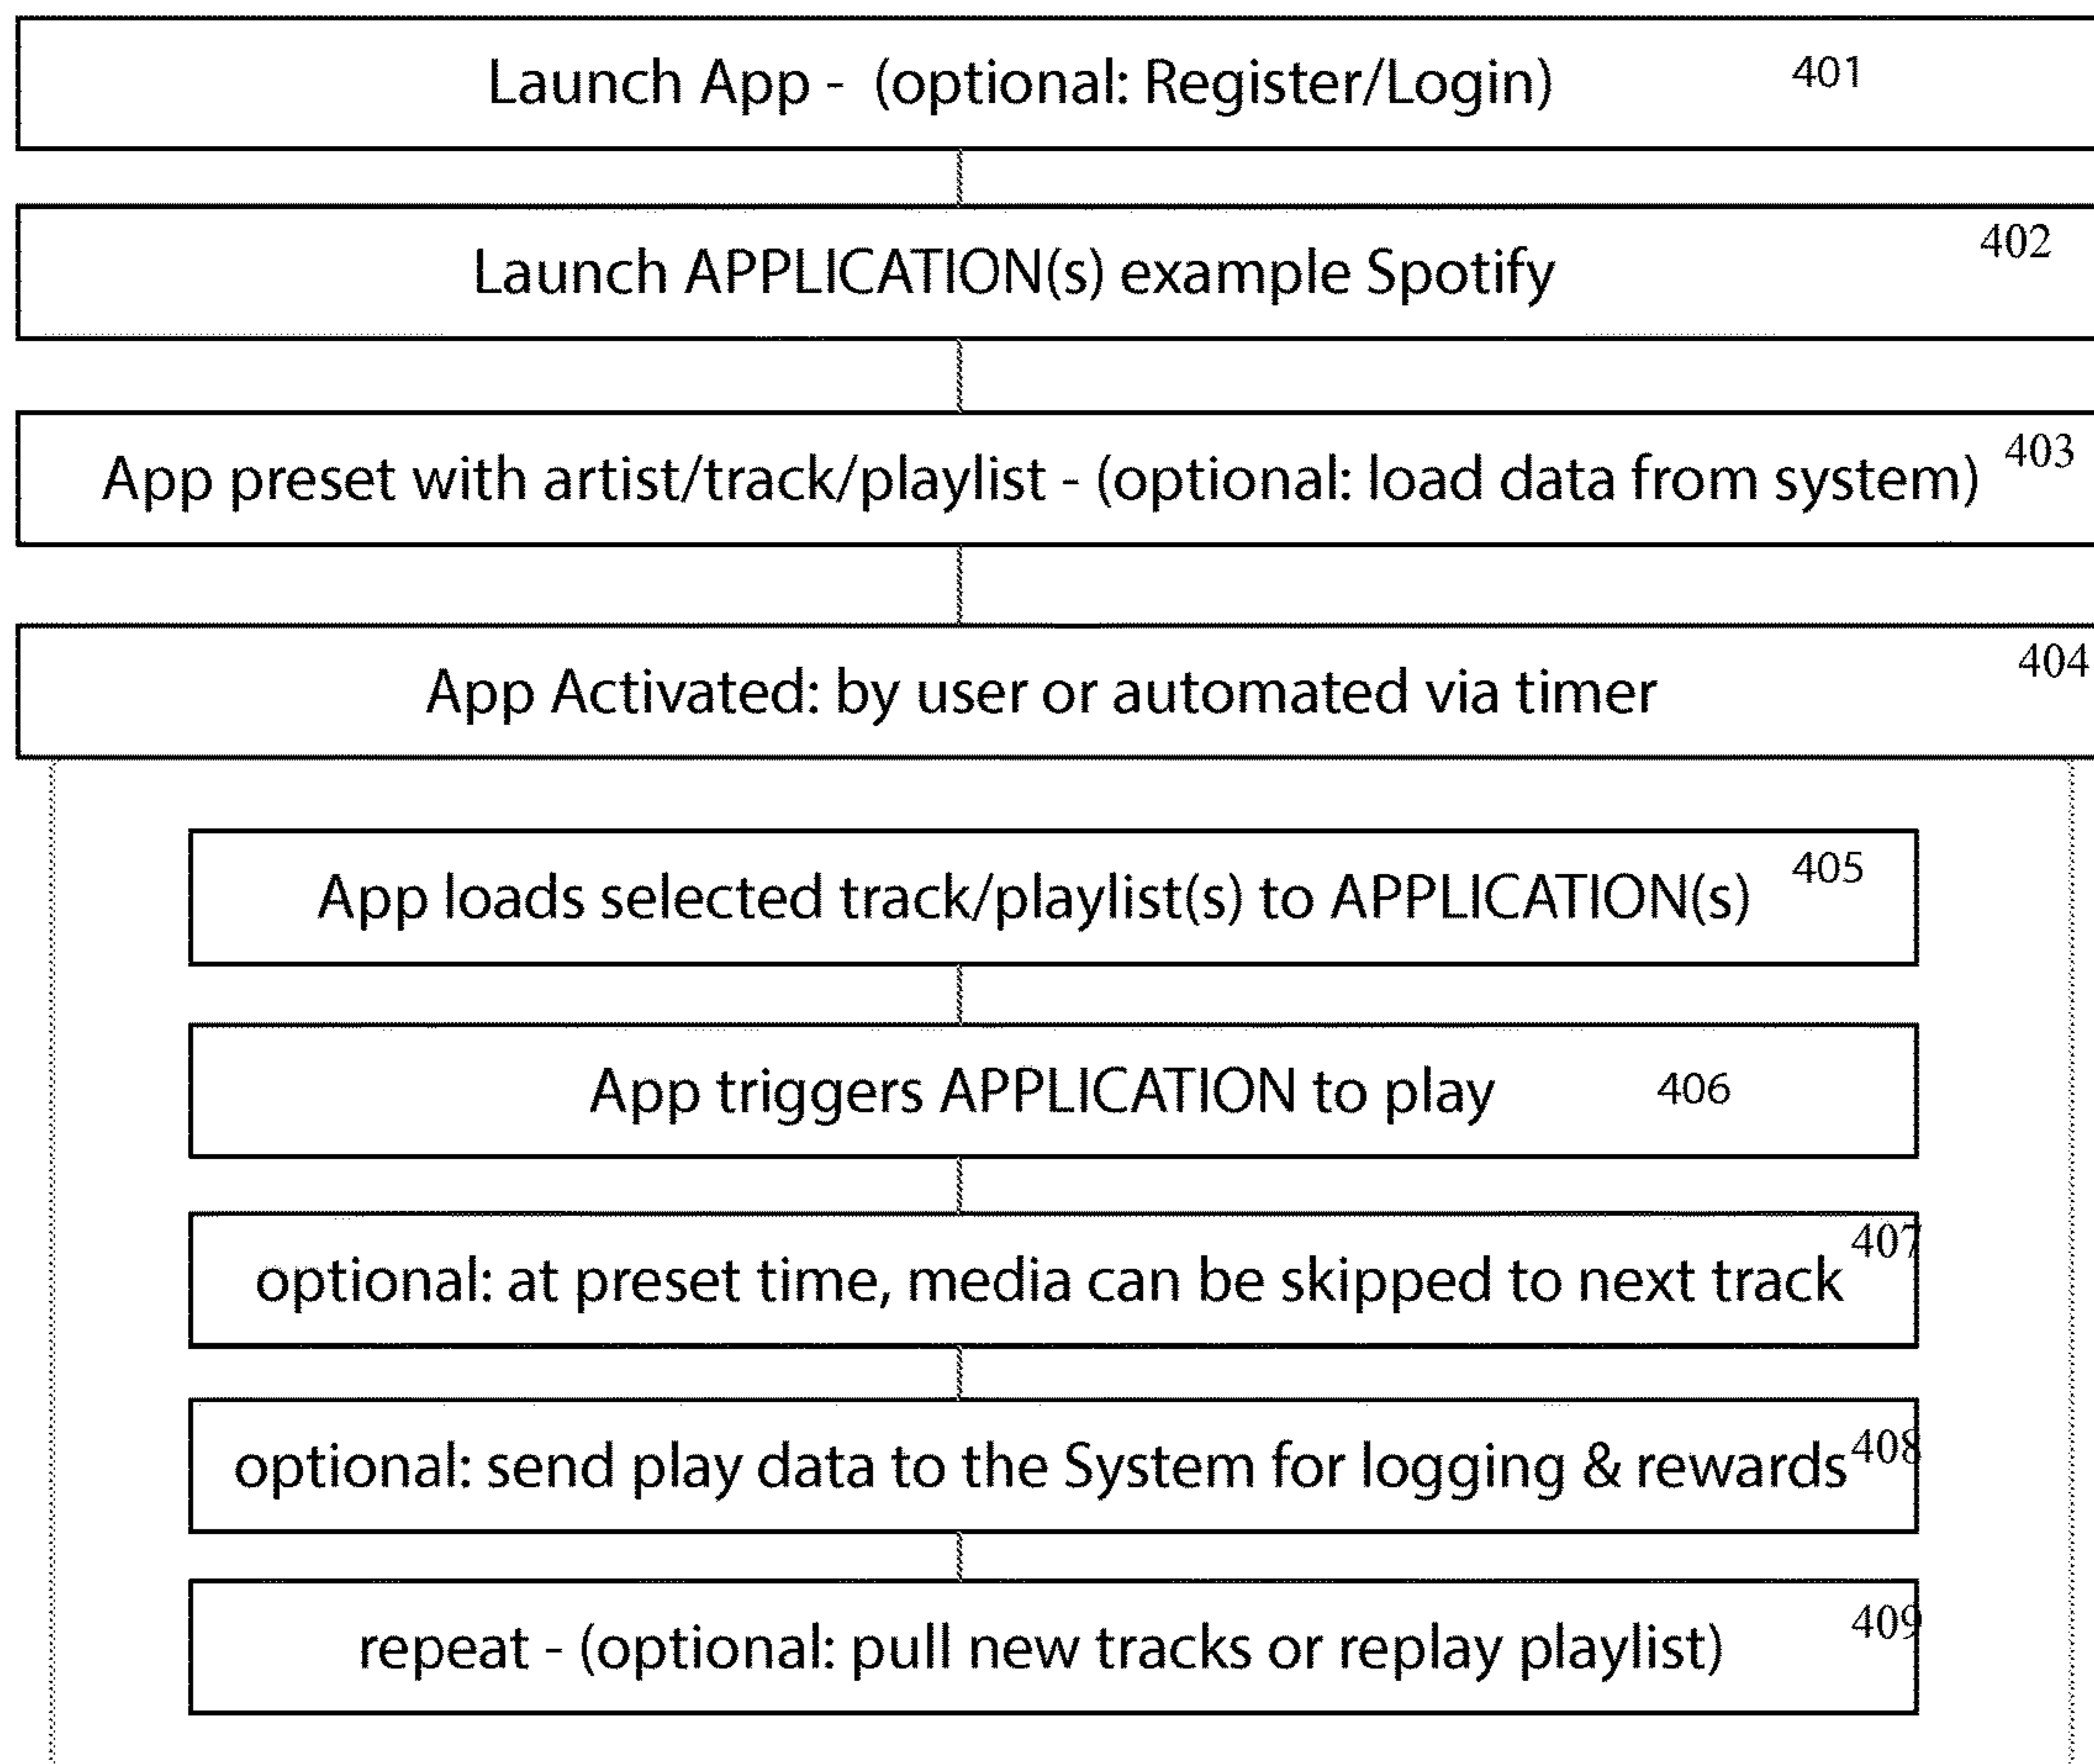 Launch App - (optional: Register/Login) 401
Launch APPLICATION(s) example Spotify 402
App preset with artist/track/playlist - (optional: load data from system) 403
App Activated: by user or automated via timer 404
App loads selected track/playlist(s) to APPLICATION(s) 405
App triggers APPLICATION to play 406
optional: at preset time, media can be skipped to next track 407
optional: send play data to the System for logging & rewards 408
repeat - (optional: pull new tracks or replay playlist) 409